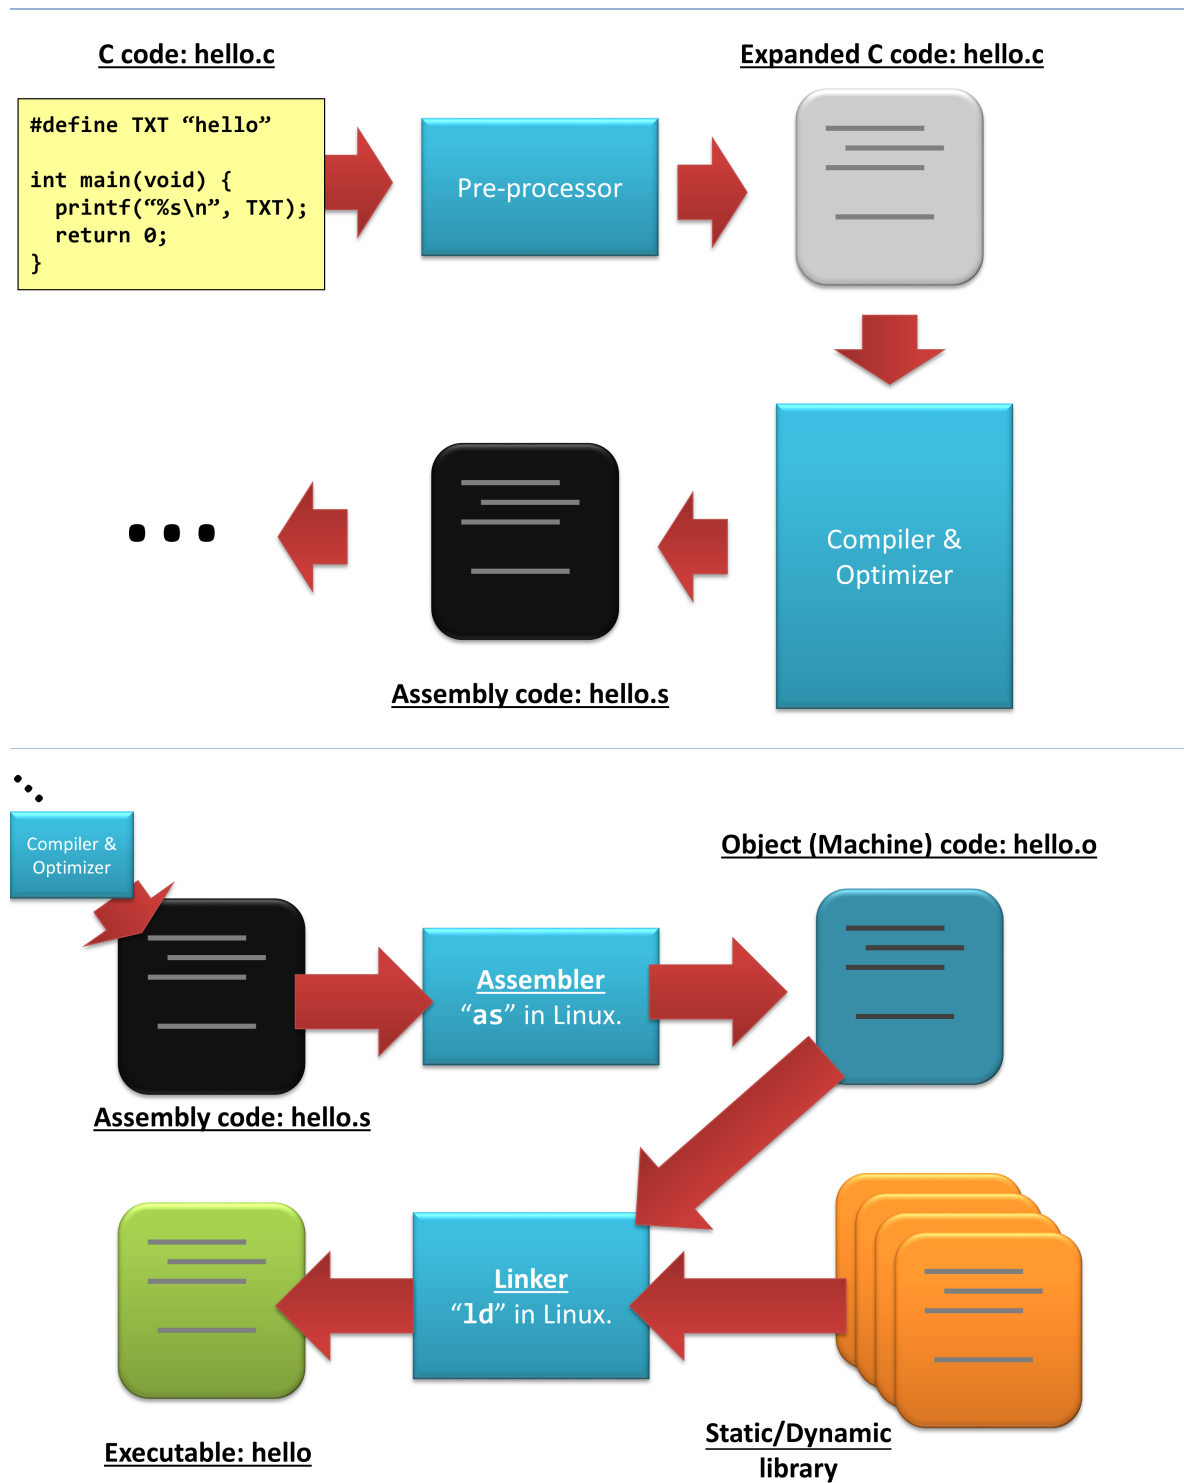 C code: hello.c
Expanded C code: hello.c
#define TXT “hello”
int main(void) {
printf(“%s\n”, TXT);
return 0;
}
Pre-processor
Compiler &
Optimizer
Assembly code: hello.s
Compiler &
Optimizer
Object (Machine) code: hello.o
Assembler
“as” in Linux.
Assembly code: hello.s
Linker
“ld” in Linux.
Static/Dynamic
library
Executable: hello